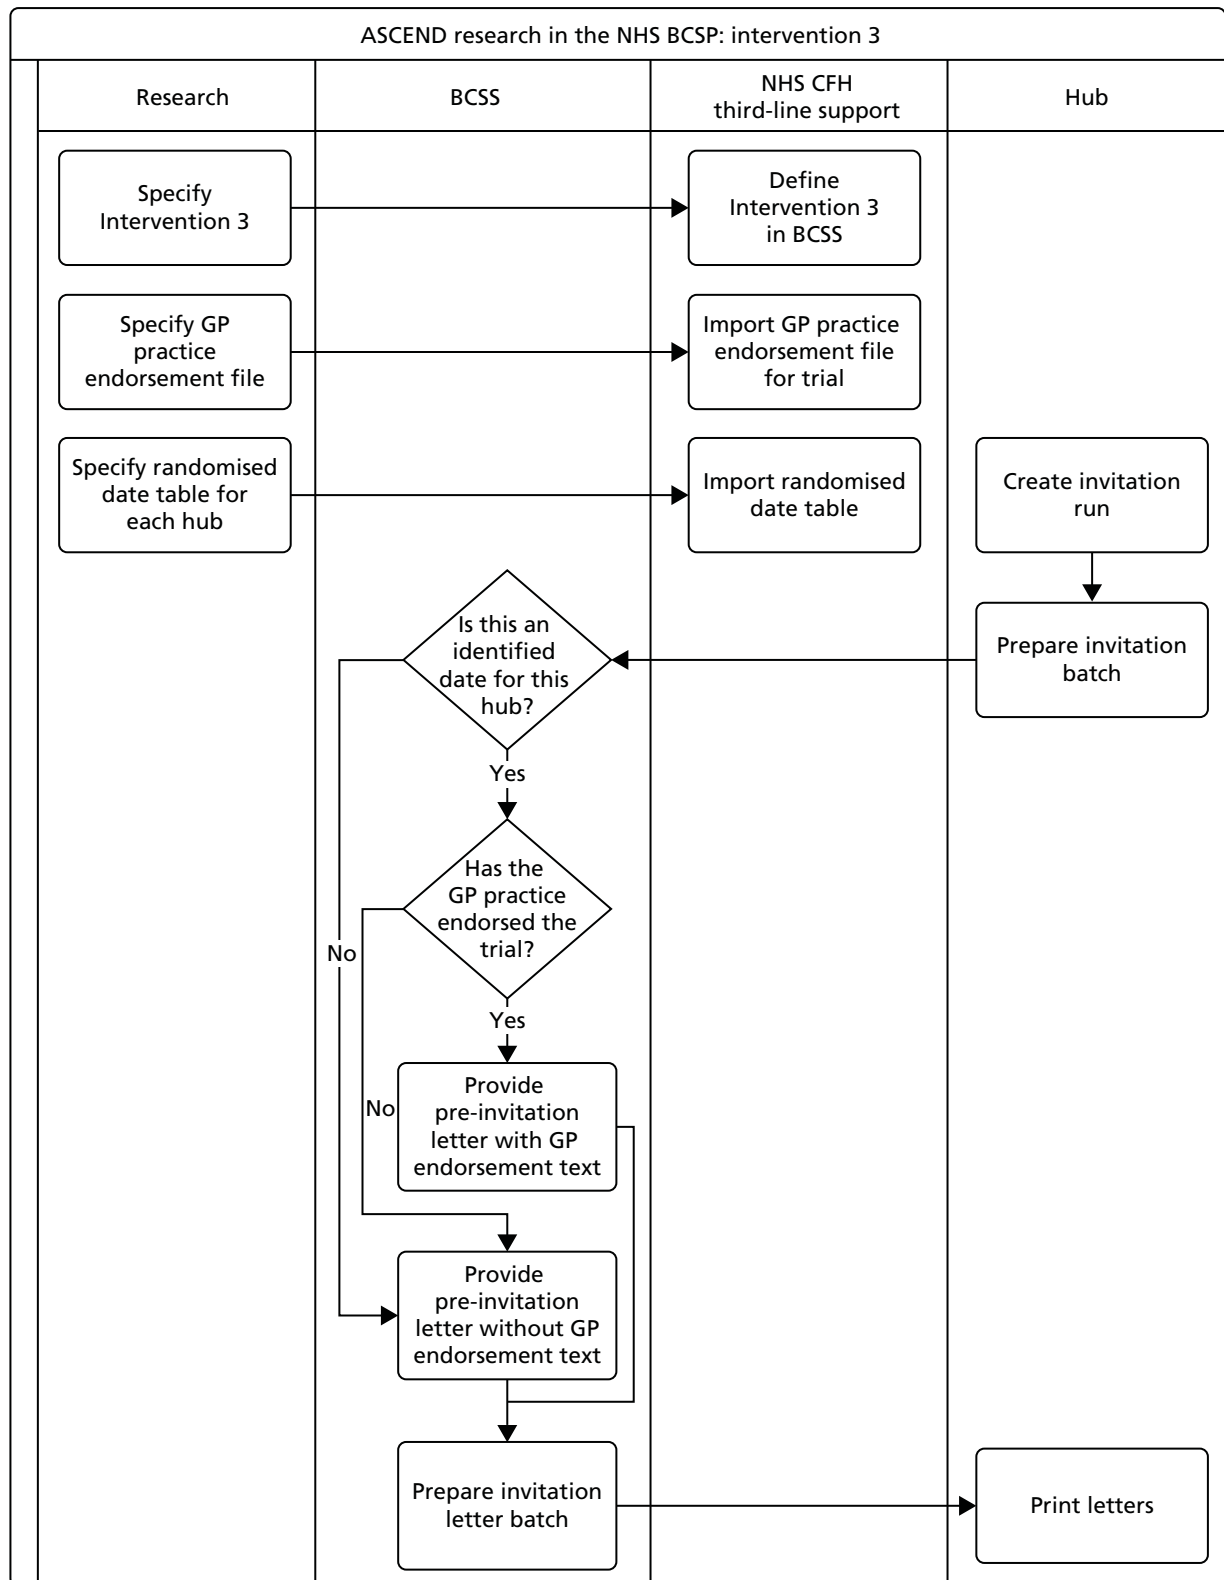 ASCEND research in the NHS BCSP: intervention 3
Research
BCSS
NHS CFH
third-line support
Hub
Specify
Intervention 3
Define
Intervention 3
in BCSS
Specify GP
practice
endorsement file
Import GP practice
endorsement file
for trial
Specify randomised
date table for
each hub
Import randomised
date table
Create invitation
run
Is this an
identified
date for this
hub?
Prepare invitation
batch
Yes
Has the
GP practice
endorsed the
trial?
No
Yes
Provide
pre-invitation
letter with GP
endorsement text
No
Provide
pre-invitation
letter without GP
endorsement text
Prepare invitation
letter batch
Print letters